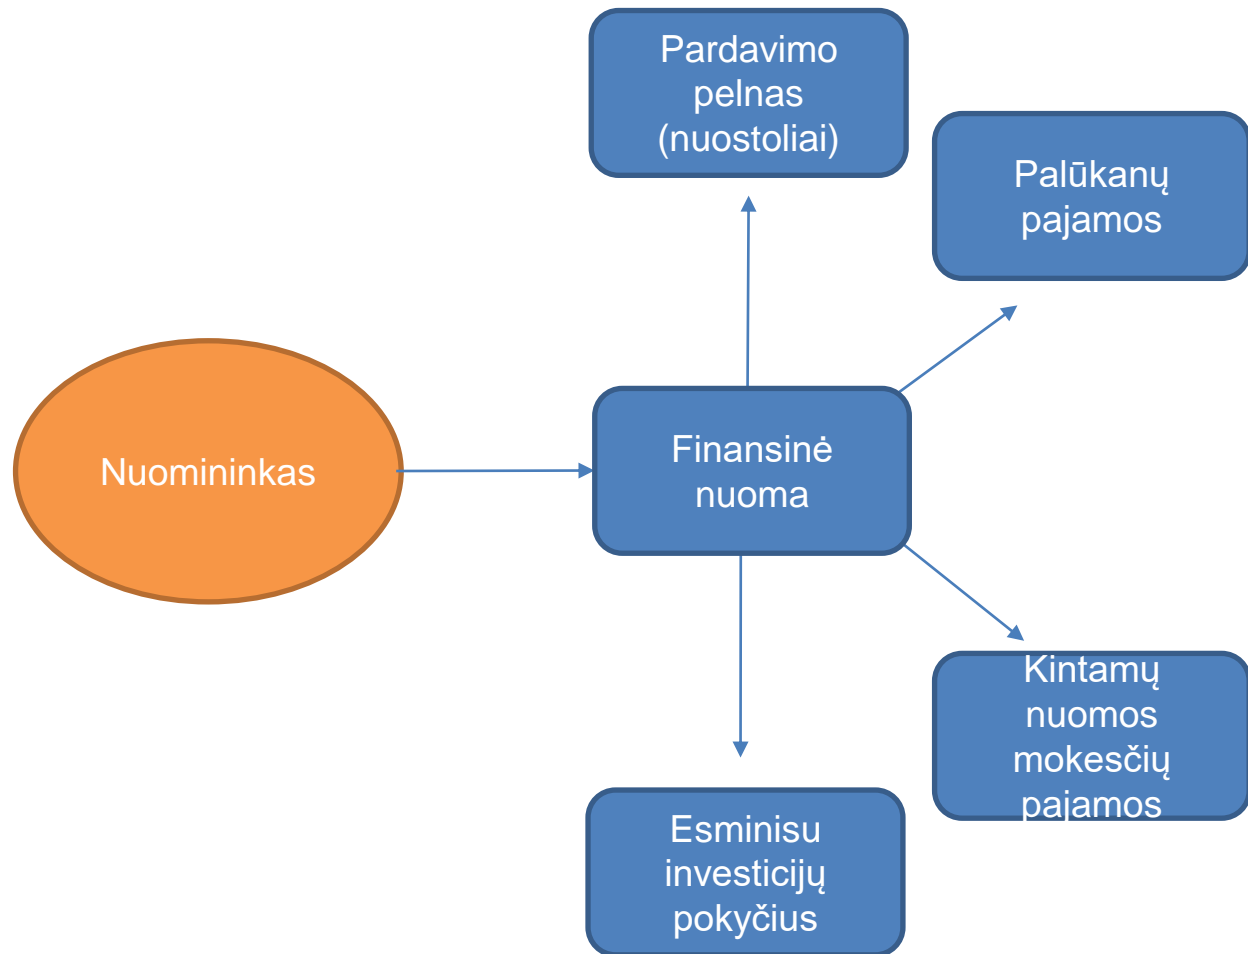 Pardavimo
pelnas
(nuostoliai)
Palūkanų
pajamos
Nuomininkas
Finansinė
nuoma
Kintamų
nuomos
mokesčių
pajamos
Esminisu
investicijų
pokyčius